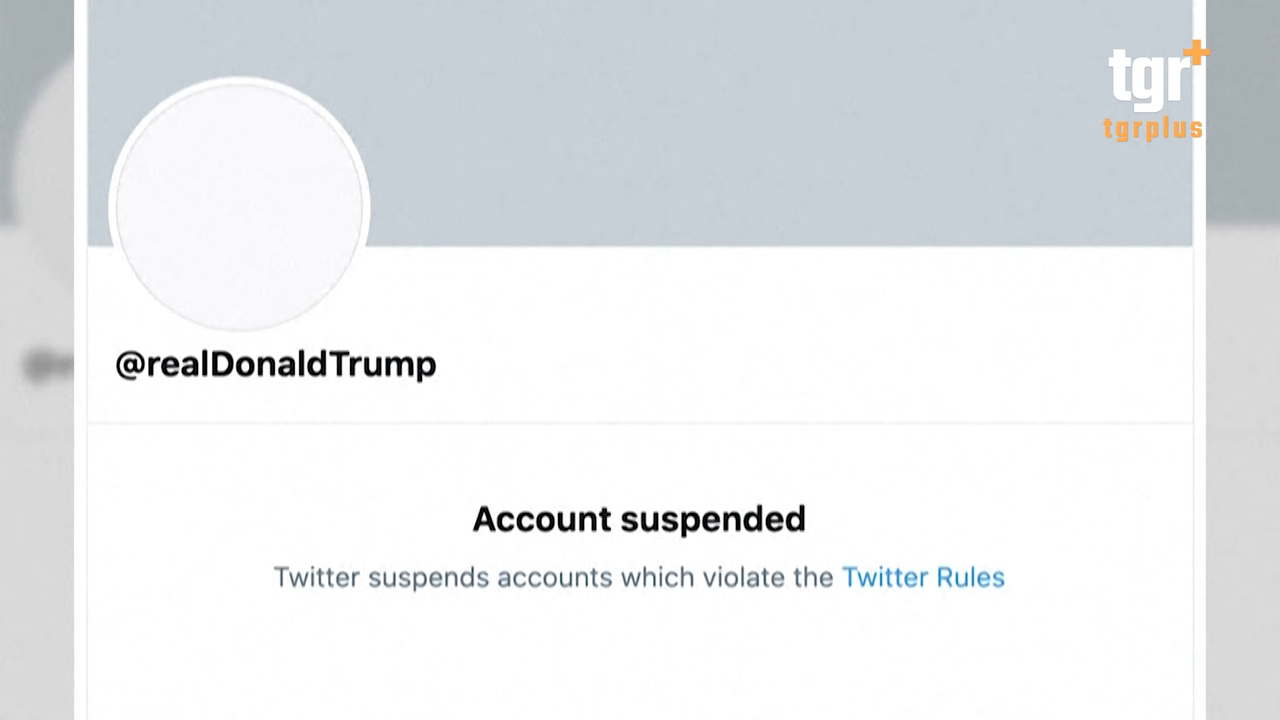 tgr+
tgrplus
@realDonaldTrump
Account suspended
Twitter suspends accounts which violate the Twitter Rules